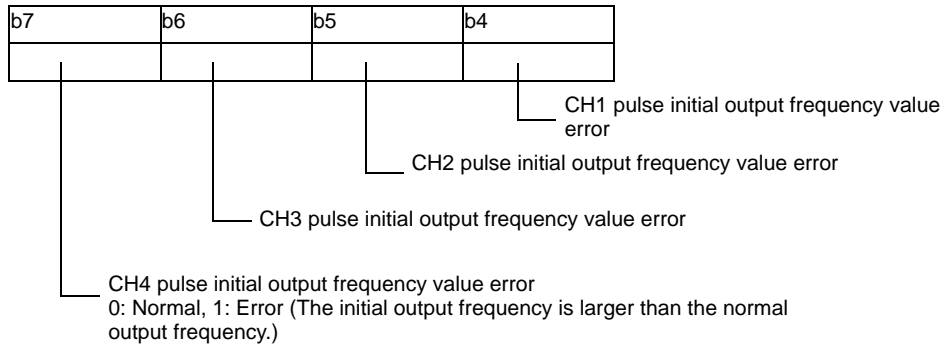 b7 b6 b5 b4
CH1 pulse initial output frequency value
error
CH2 pulse initial output frequency value error
CH3 pulse initial output frequency value error
CH4 pulse initial output frequency value error
0: Normal, 1: Error (The initial output frequency is larger than the normal
output frequency.)